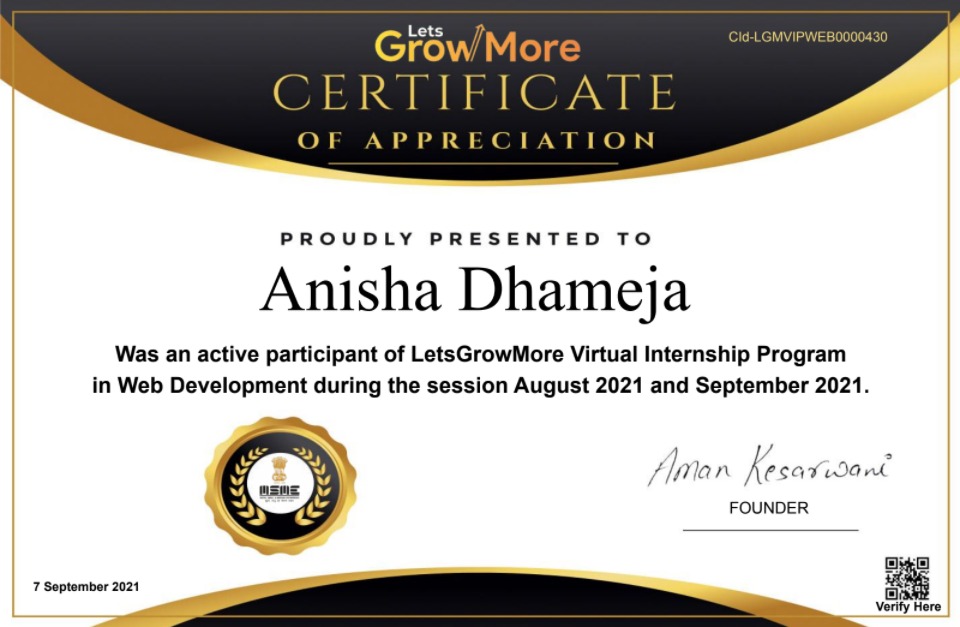 Lets
GrowMore
CId-LGMVIPWEB0000430
CERTIFICATE
OF APPRECIATION
PROUDLY PRESENTED TO
Anisha Dhameja
Was an active participant of LetsGrowMore Virtual Internship Program
in Web Development during the session August 2021 and September 2021.
MSME
Aman Kesarwani
FOUNDER
7 September 2021
Verify Here